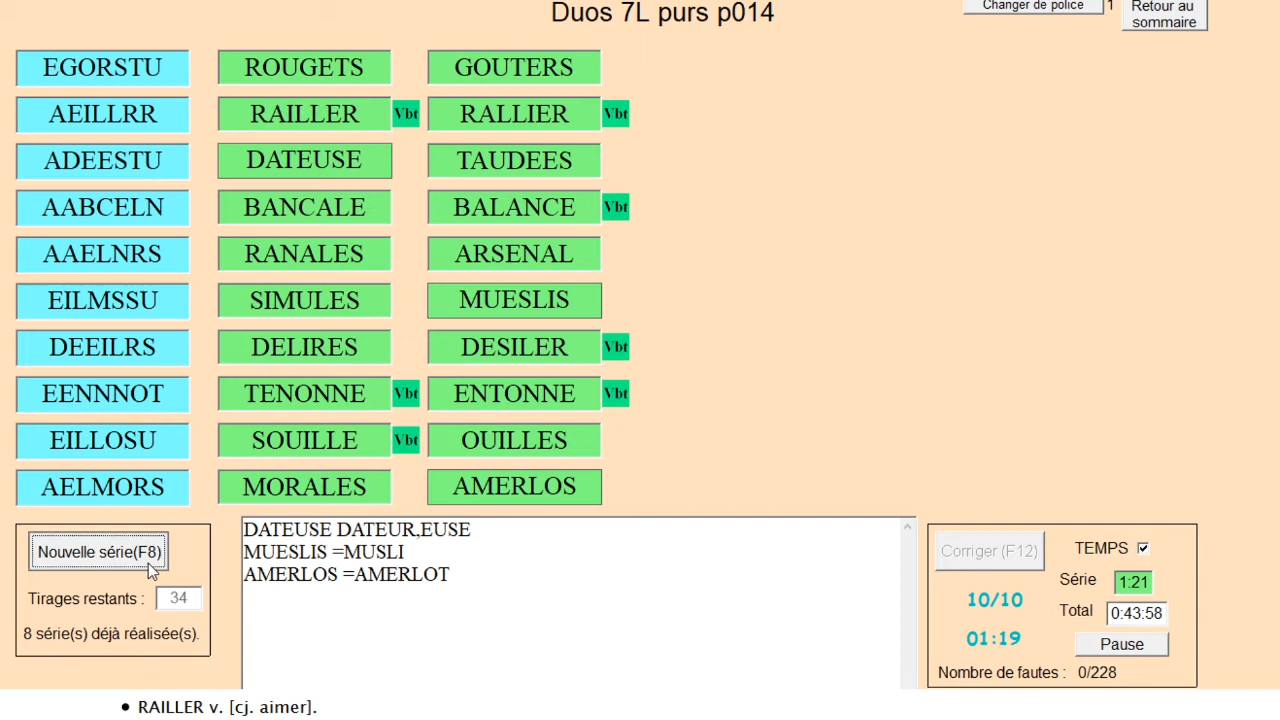 Duos 7L purs p014
Changer de police 1 Retour au sommaire
EGORSTU ROUGETS GOUTERS
AEILLRR RAILLER Vbt RALLIER Vbt
ADEESTU DATEUSE TAUDEES
AABCELN BANCALE BALANCE Vbt
AAELNRS RANALES ARSENAL
EILMSSU SIMULES MUESLIS
DEEILRS DELIRES DESILER Vbt
EENNNOT TENONNE Vbt ENTONNE Vbt
EILLOSU SOUILLE Vbt OUILLES
AELMORS MORALES AMERLOS
Nouvelle série(F8)
Tirages restants : 34
8 série(s) déjà réalisée(s).
DATEUSE DATEUR,EUSE
MUESLIS =MUSLI
AMERLOS =AMERLOT
Corriger (F12) TEMPS
10/10 Série 1:21
01:19 Total 0:43:58
Pause
Nombre de fautes : 0/228
• RAILLER v. [cj. aimer].